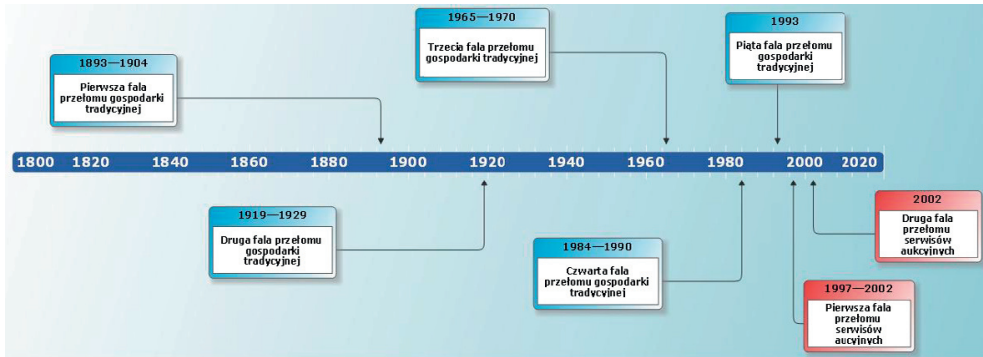 1893—1904
Pierwsza fala
przełomu gospodarki
tradycyjnej
1965—1970
Trzecia fala przełomu
gospodarki tradycyjnej
1993
Piąta fala przełomu
gospodarki
tradycyjnej
1800 1820 1840 1860 1880 1900 1920 1940 1960 1980 2000 2020
1919—1929
Druga fala przełomu
gospodarki
tradycyjnej
1984—1990
Czwarta fala
przełomu gospodarki
tradycyjnej
2002
Druga fala
przełomu
serwisów
aukcyjnych
1997—2002
Pierwsza fala
przełomu
serwisów
aucyjnych